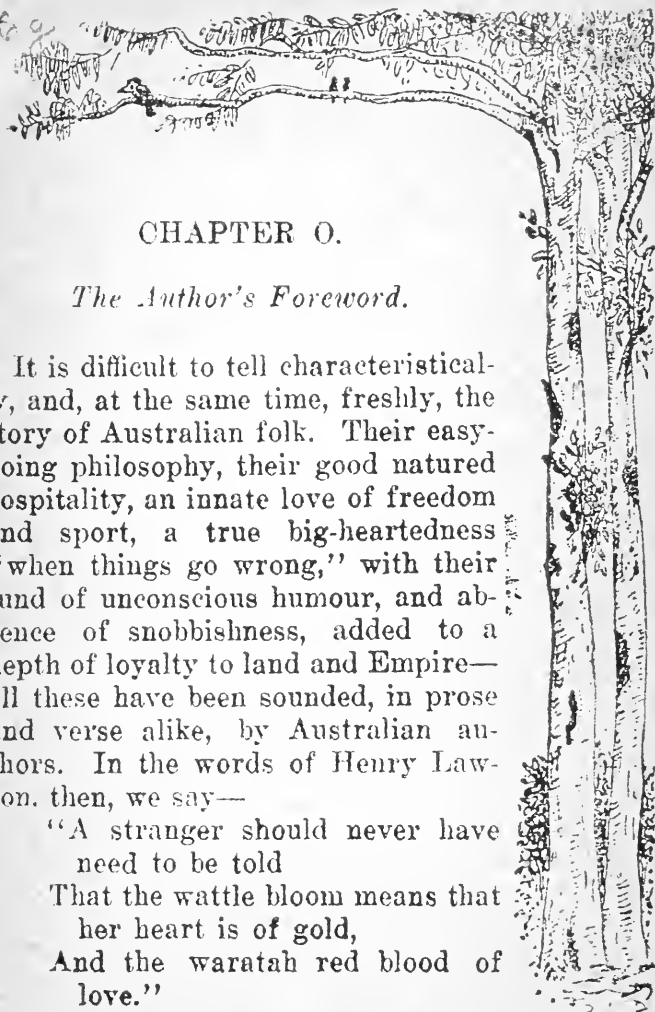 CHAPTER O.
The Author's Foreword.
It is difficult to tell characteristical-
y, and, at the same time, freshly, the
tory of Australian folk. Their easy-
oing philosophy, their good natured
ospitality, an innate love of freedom
nd sport, a true big-heartedness
"when things go wrong," with their
und of unconscious humour, and ab-
ence of snobbishness, added to a
depth of loyalty to land and Empire—
ll these have been sounded, in prose
nd verse alike, by Australian au-
hors. In the words of Henry Law-
on. then, we say—
"A stranger should never have
need to be told
That the wattle bloom means that
her heart is of gold,
And the waratah red blood of
love."